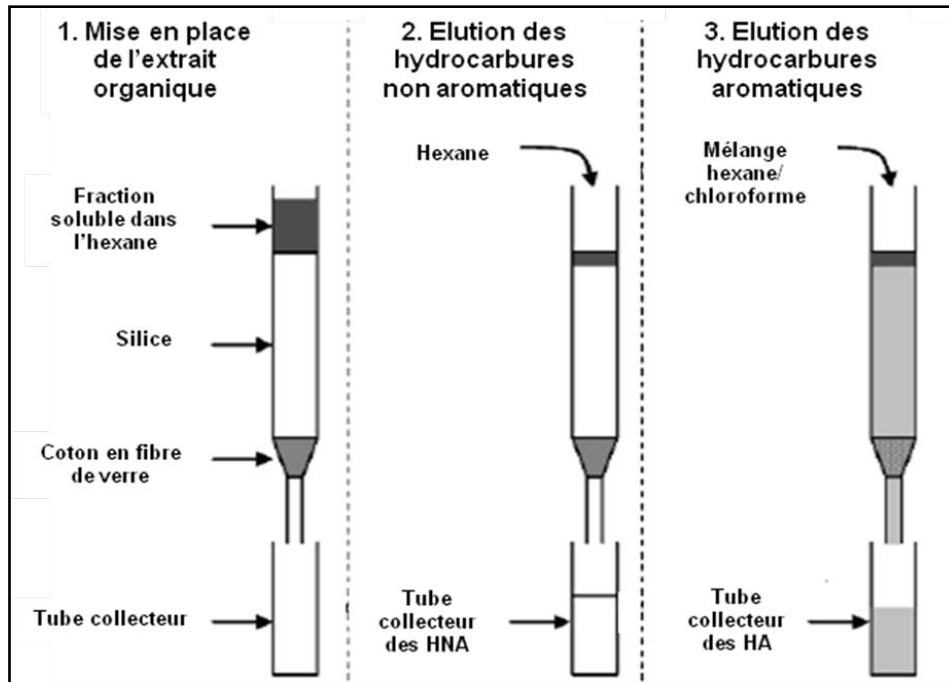 1. Mise en place
de l'extrait
organique
Fraction
soluble dans
l'hexane
Silice
Coton en fibre
de verre
Tube collecteur
2. Elution des
hydrocarbures
non aromatiques
Hexane
Tube
collecteur
des HNA
3. Elution des
hydrocarbures
aromatiques
Mélange
hexane/
chloroforme
Tube
collecteur
des HA